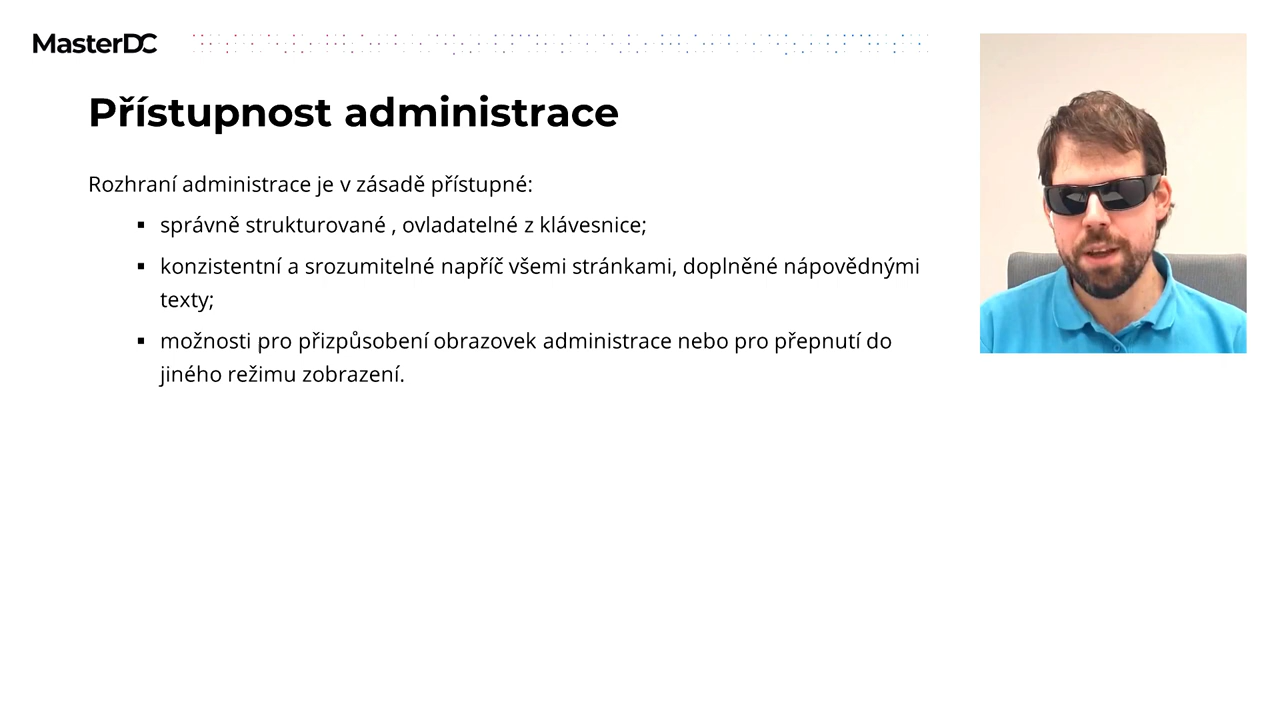 MasterDC
Přístupnost administrace
Rozhraní administrace je v zásadě přístupné:
▪ správně strukturované , ovladatelné z klávesnice;
▪ konzistentní a srozumitelné napříč všemi stránkami, doplněné nápovědnými
texty;
▪ možnosti pro přizpůsobení obrazovek administrace nebo pro přepnutí do
jiného režimu zobrazení.